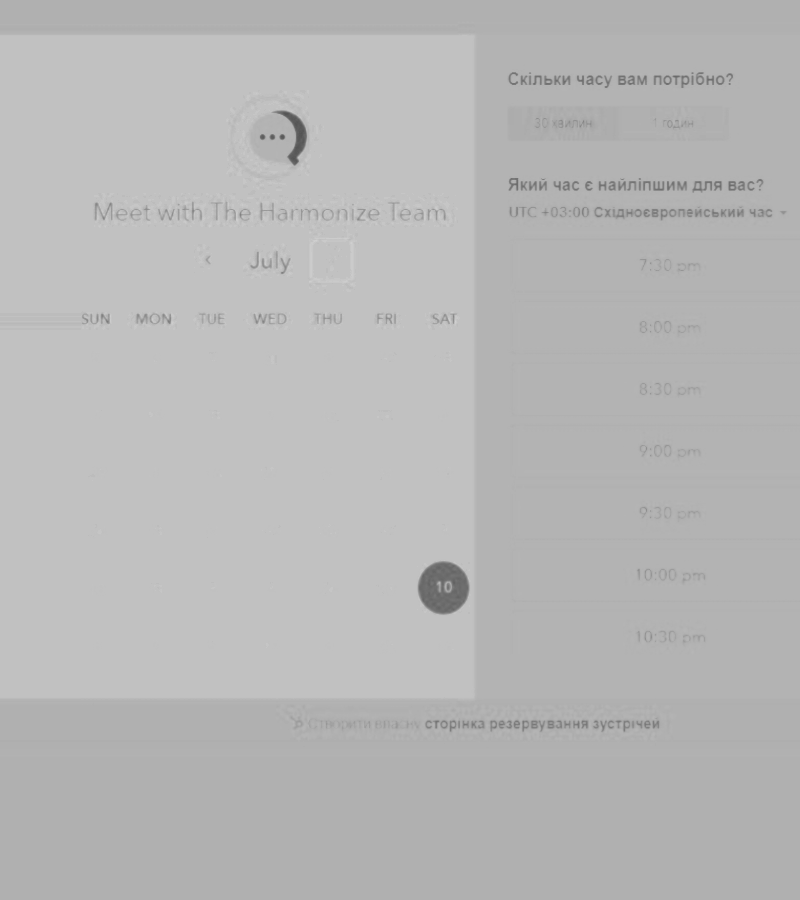 Meet with The Harmonize Team
July
SUN MON TUE WED THU FRI SAT
10
Скільки часу вам потрібно?
30 хвилин 1 годин
Який час є найліпшим для вас?
UTC +03:00 Східноєвропейський час
7:30 pm
8:00 pm
8:30 pm
9:00 pm
9:30 pm
10:00 pm
10:30 pm
Створити власну сторінка резервування зустрічей